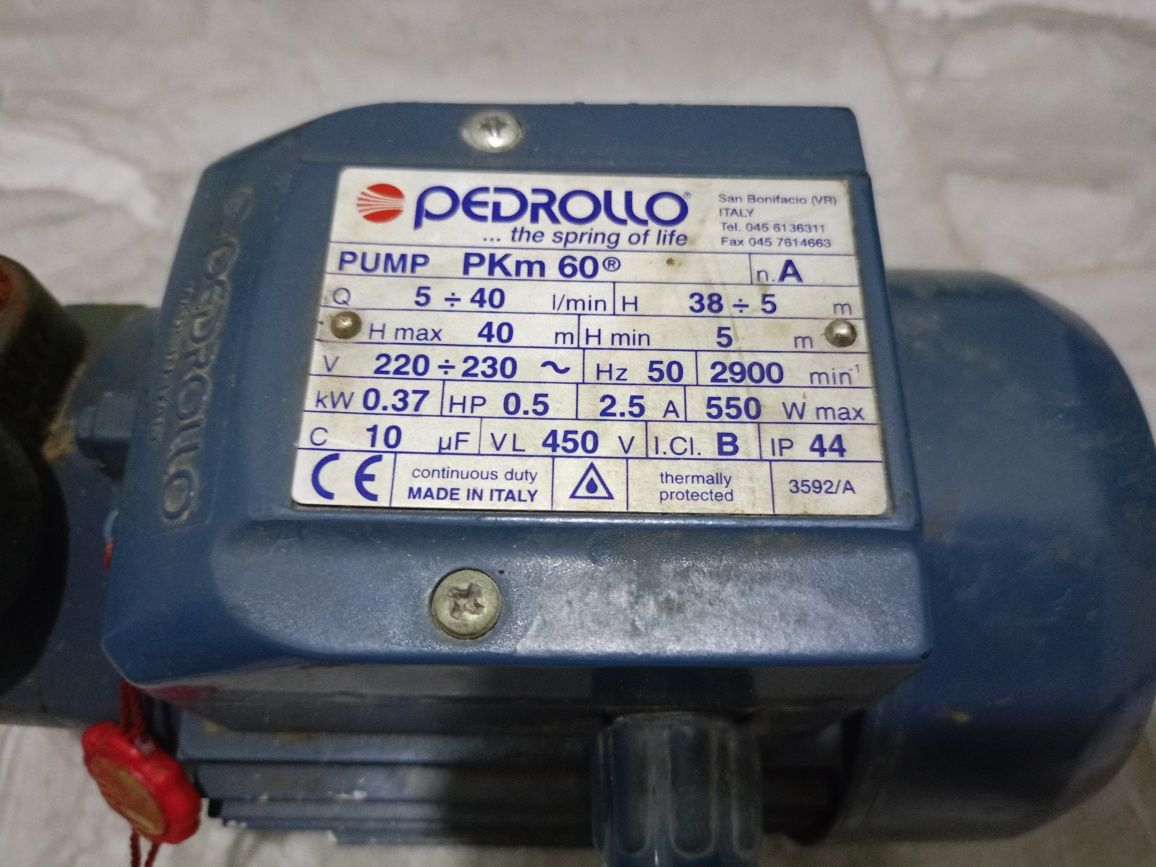 PEDROLLO®
... the spring of life
San Bonifacio (VR)
ITALY
Tel. 045 6136311
Fax 045 7614663
PUMP PKm 60® n. A
Q 5 ÷ 40 l/min H 38 ÷ 5 m
H max 40 m H min 5 m
V 220 ÷ 230 ~ Hz 50 2900 min-1
kW 0.37 HP 0.5 2.5 A 550 W max
C 10 µF VL 450 V I.Cl. B IP 44
CE continuous duty
MADE IN ITALY
thermally
protected
3592/A
PEDROLLO